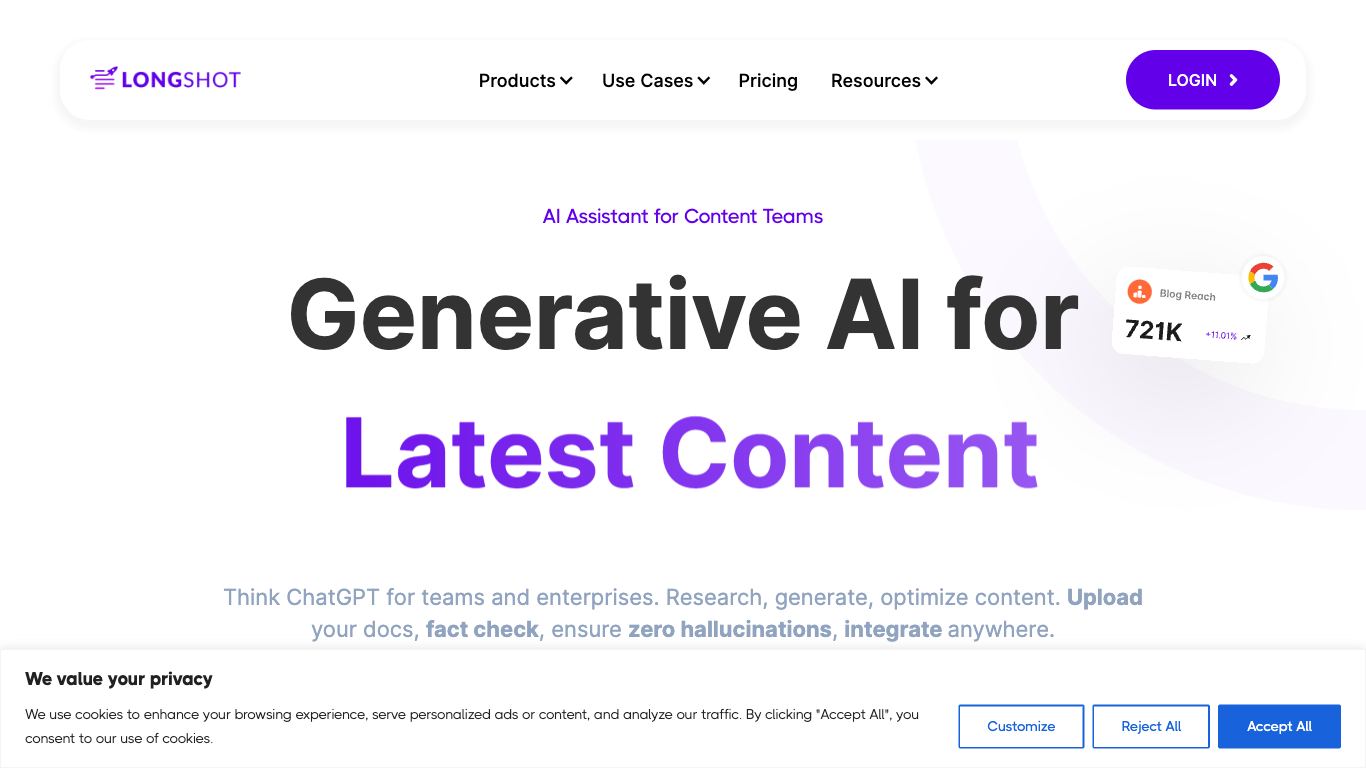 LONGSHOT
Products
Use Cases
Pricing
Resources
LOGIN
AI Assistant for Content Teams
Generative AI for
Latest Content
Blog Reach
721K
+11.01%
Think ChatGPT for teams and enterprises. Research, generate, optimize content. Upload
your docs, fact check, ensure zero hallucinations, integrate anywhere.
We value your privacy
We use cookies to enhance your browsing experience, serve personalized ads or content, and analyze our traffic. By clicking "Accept All", you
consent to our use of cookies.
Customize
Reject All
Accept All